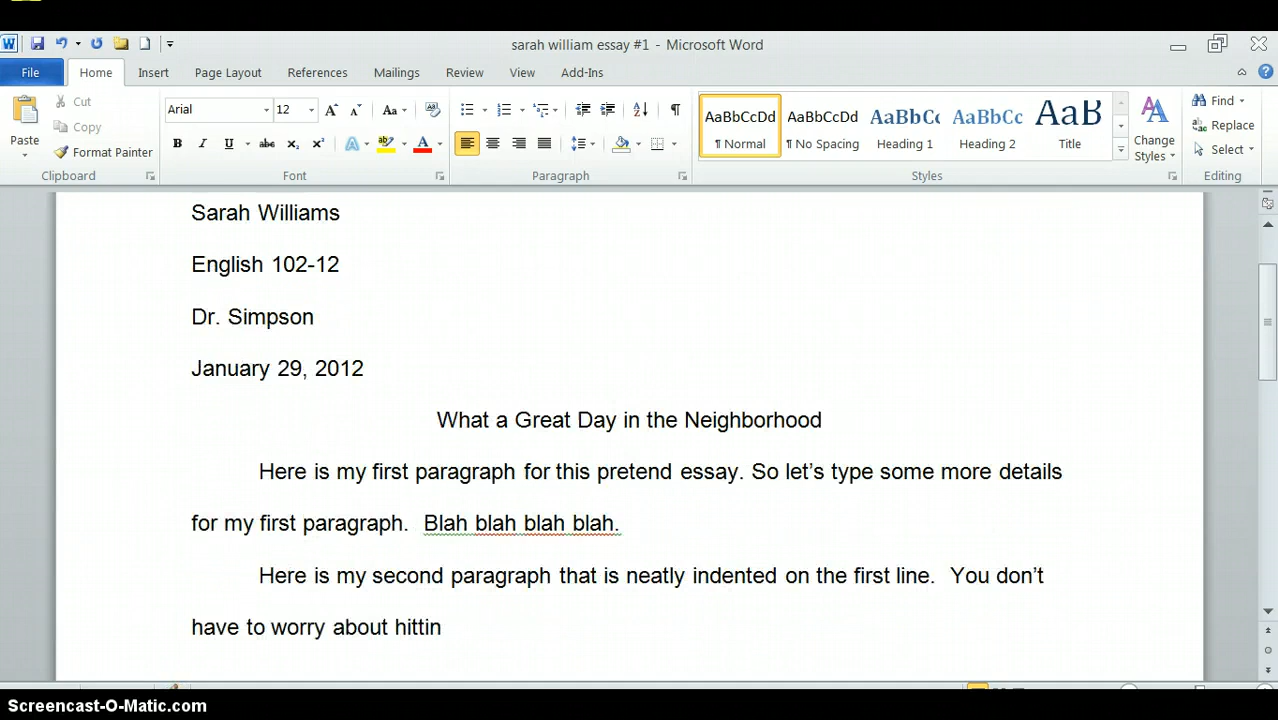 sarah william essay #1 - Microsoft Word
File Home Insert Page Layout References Mailings Review View Add-Ins
Paste
Cut
Copy
Format Painter
Clipboard
Arial 12
Font
Paragraph
AaBbCcDd AaBbCcDd AaBbCc AaBbCc AaB
¶ Normal ¶ No Spacing Heading 1 Heading 2 Title
Change Styles
Styles
Find
Replace
Select
Editing
Sarah Williams
English 102-12
Dr. Simpson
January 29, 2012
What a Great Day in the Neighborhood
Here is my first paragraph for this pretend essay. So let’s type some more details
for my first paragraph.  Blah blah blah blah.
Here is my second paragraph that is neatly indented on the first line.  You don’t
have to worry about hittin
Screencast-O-Matic.com